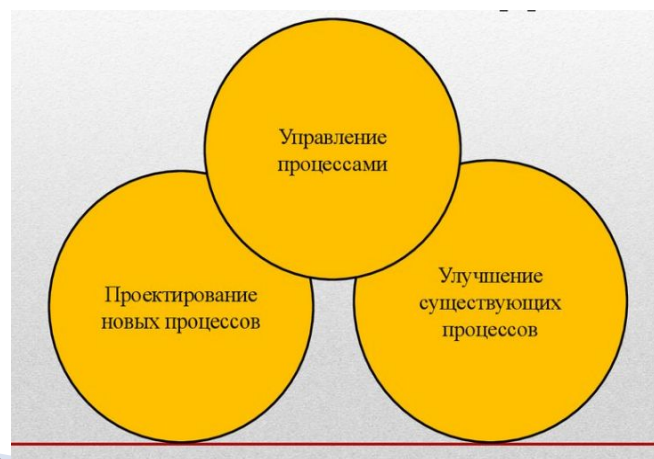 Управление
процессами
Проектирование
новых процессов
Улучшение
существующих
процессов